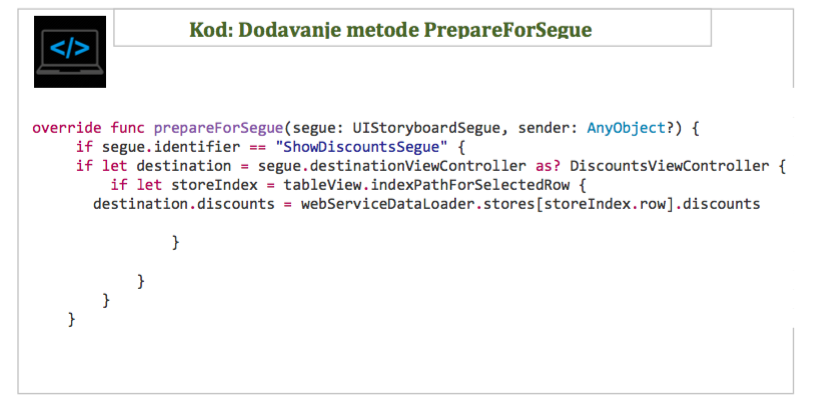 </>
Kod: Dodavanje metode PrepareForSegue
override func prepareForSegue(segue: UIStoryboardSegue, sender: AnyObject?) {
if segue.identifier == "ShowDiscountsSegue" {
if let destination = segue.destinationViewController as? DiscountsViewController {
if let storeIndex = tableView.indexPathForSelectedRow {
destination.discounts = webServiceDataLoader.stores[storeIndex.row].discounts
}
}
}
}